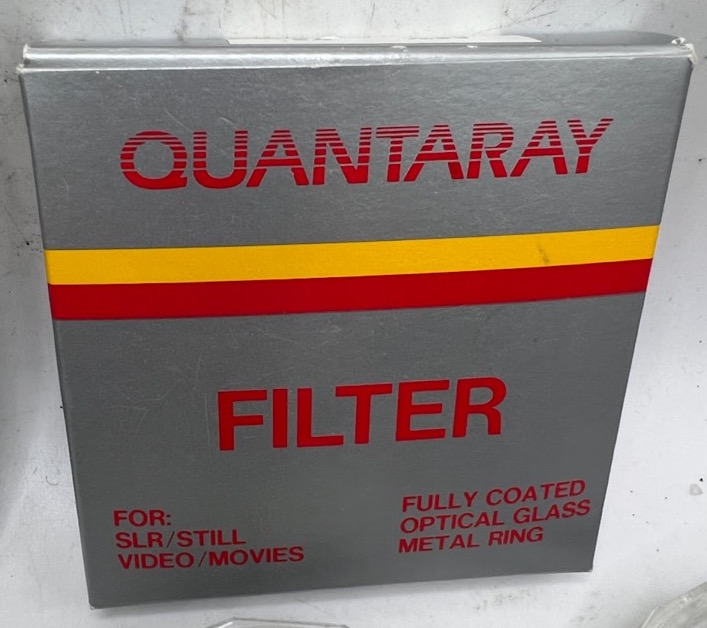 QUANTARAY
FILTER
FOR:
SLR/STILL
VIDEO/MOVIES
FULLY COATED
OPTICAL GLASS
METAL RING